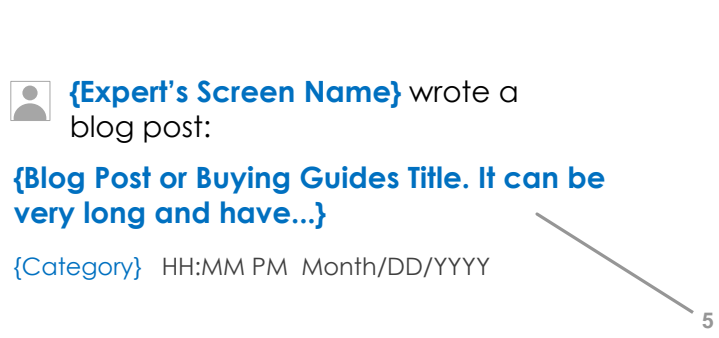 {Expert’s Screen Name} wrote a
blog post:
{Blog Post or Buying Guides Title. It can be
very long and have...}
{Category} HH:MM PM Month/DD/YYYY
5